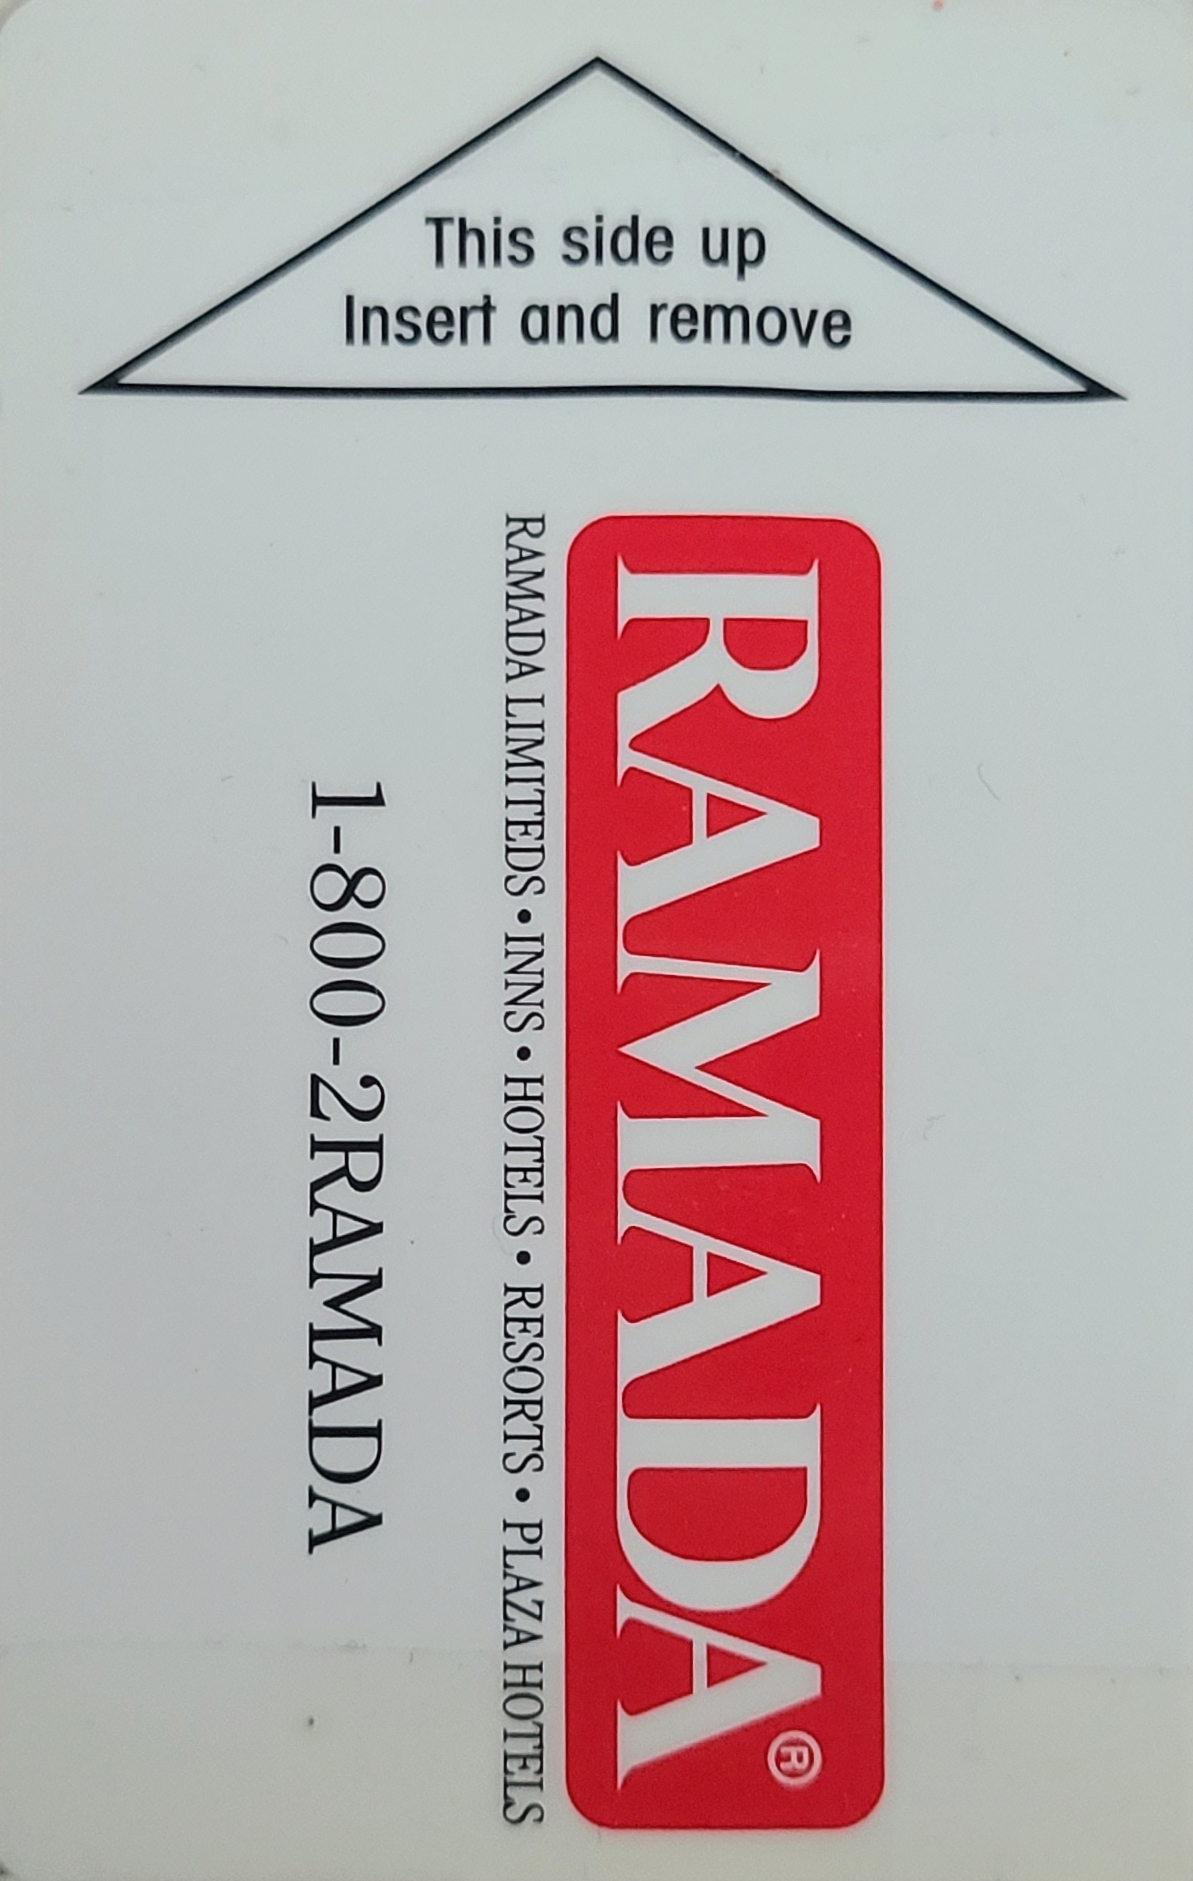 This side up
Insert and remove
RAMADA®
RAMADA LIMITEDS • INNS • HOTELS • RESORTS • PLAZA HOTELS
1-800-2RAMADA